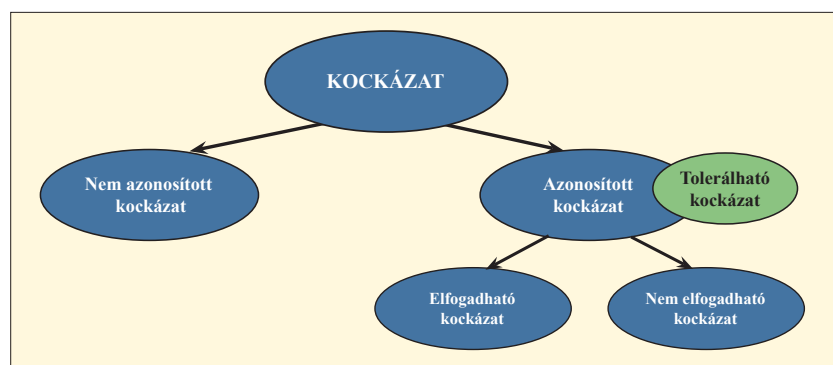 KOCKÁZAT
Nem azonosított
kockázat
Azonosított
kockázat
Tolerálható
kockázat
Elfogadható
kockázat
Nem elfogadható
kockázat